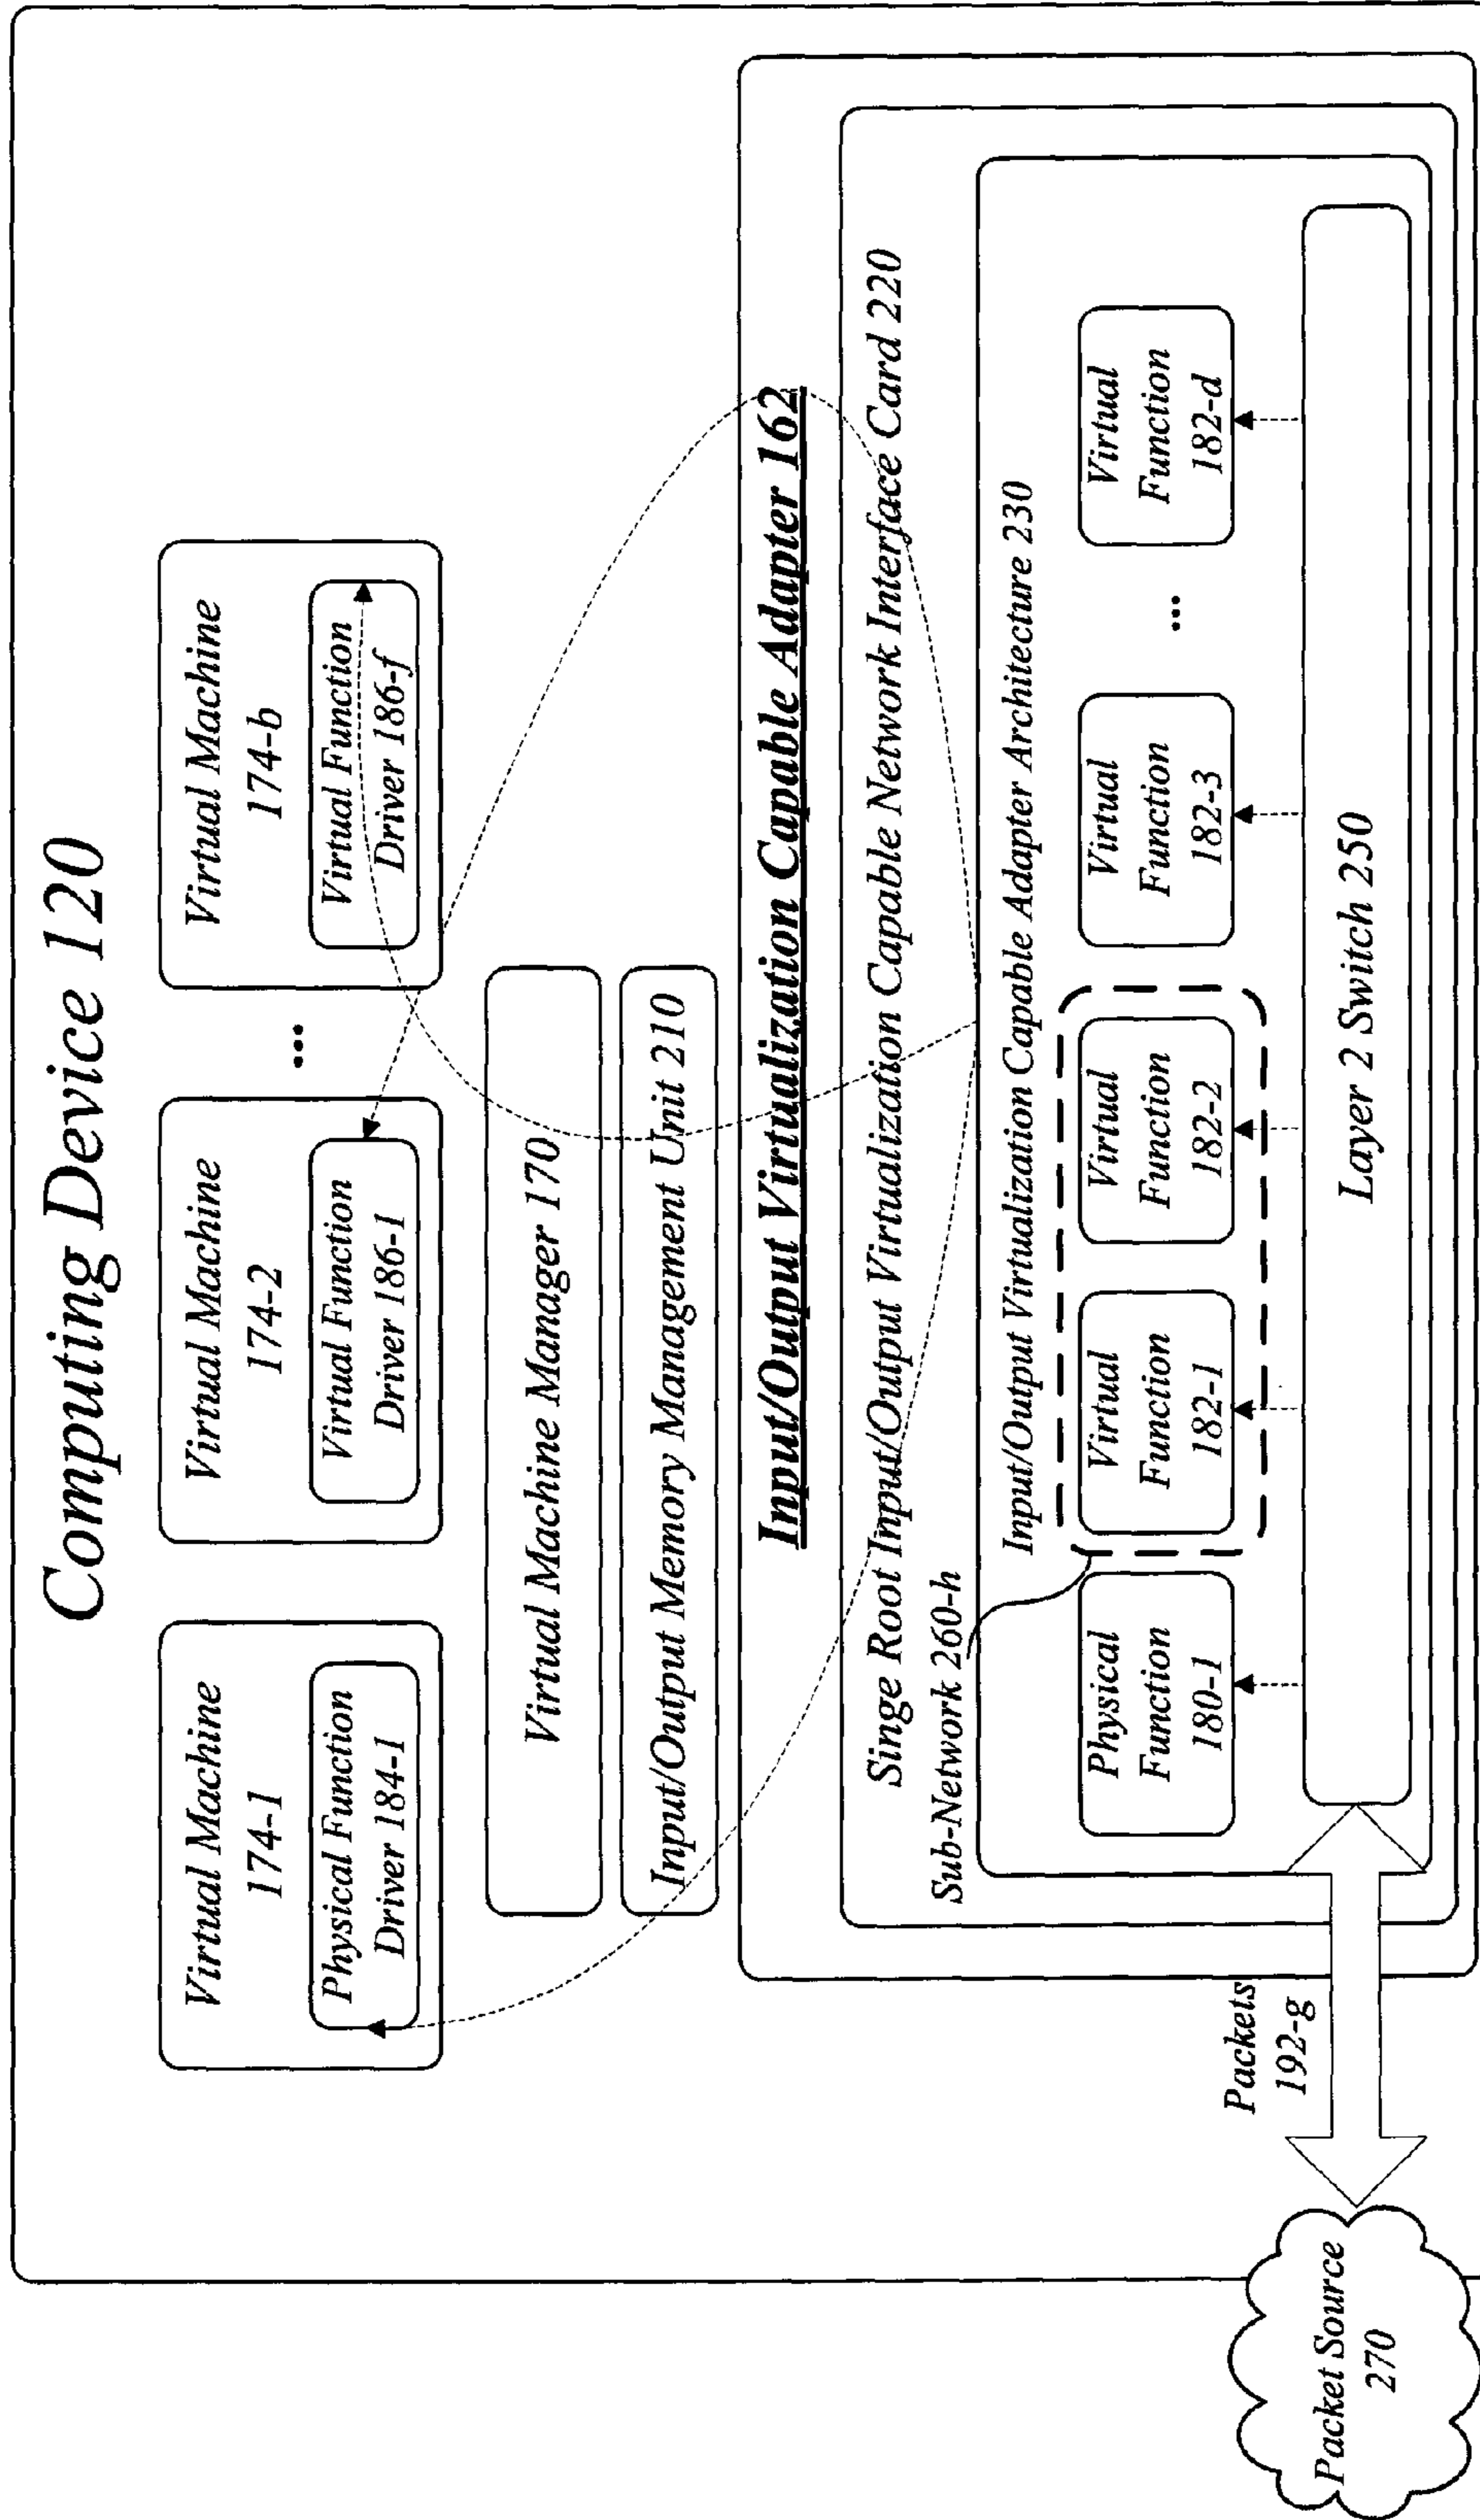 Computing Device 120
Virtual Machine
174-1
Physical Function
Driver 184-1
Virtual Machine
174-2
Virtual Function
Driver 186-1
...
Virtual Machine
174-b
Virtual Function
Driver 186-f
Virtual Machine Manager 170
Input/Output Memory Management Unit 210
Input/Output Virtualization Capable Adapter 162
Singe Root Input/Output Virtualization Capable Network Interface Card 220
Sub-Network 260-h
Input/Output Virtualization Capable Adapter Architecture 230
Physical
Function
180-1
Virtual
Function
182-1
Virtual
Function
182-2
Virtual
Function
182-3
...
Virtual
Function
182-d
Layer 2 Switch 250
Packets
192-g
Packet Source
270